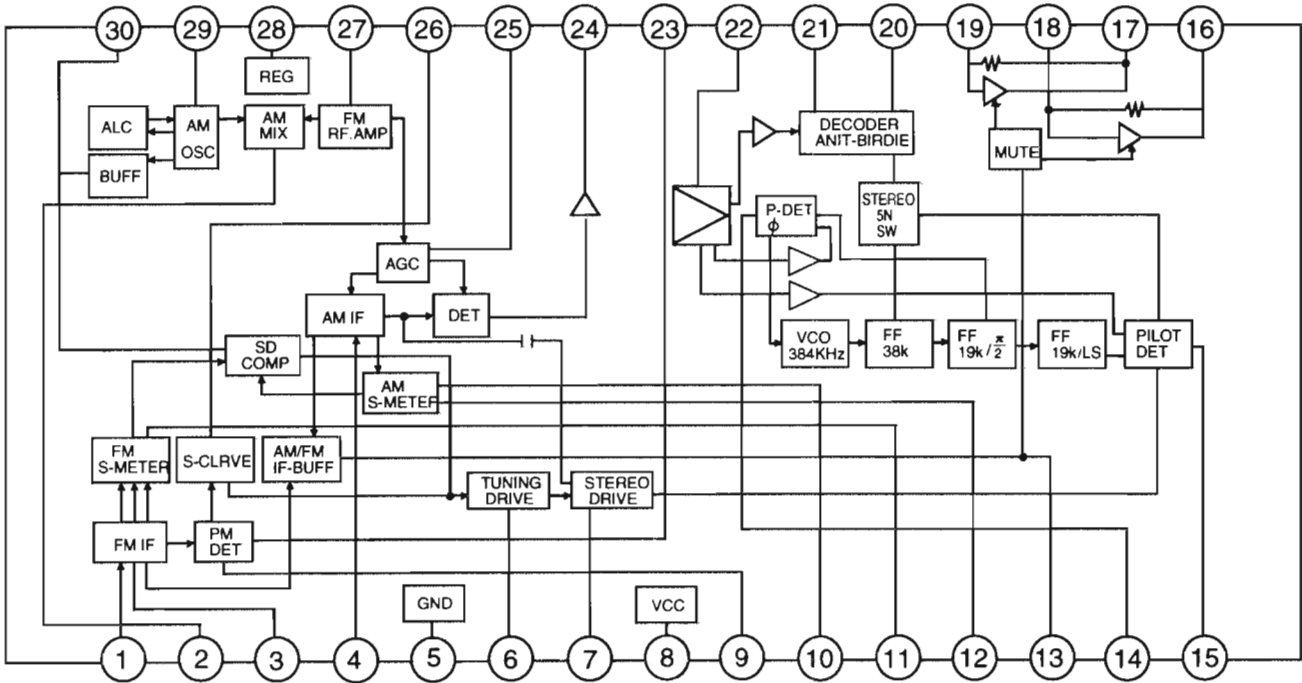 30 29 28 27 26 25 24 23 22 21 20 19 18 17 16
REG
ALC
AM
OSC
AM
MIX
FM
RF.AMP
BUFF
DECODER
ANIT-BIRDIE
MUTE
STEREO
5N
SW
P-DET
ϕ
AGC
AM IF
DET
SD
COMP
AM
S-METER
VCO
384KHz
FF
38k
FF
19k/π/2
FF
19k/LS
PILOT
DET
FM
S-METER
S-CLRVE
AM/FM
IF-BUFF
TUNING
DRIVE
STEREO
DRIVE
FM IF
PM
DET
GND
VCC
1 2 3 4 5 6 7 8 9 10 11 12 13 14 15